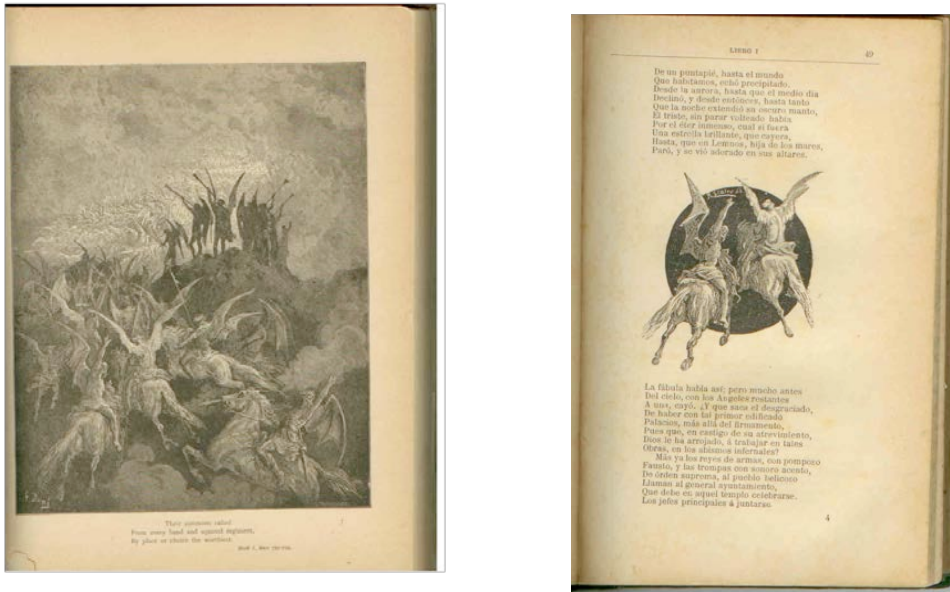 Their summons called
From every band and squared regiment,
By place or choice the worthiest.
LIBRO I
49
De un puntapié, hasta el mundo
Que habitamos, echó precipitado.
Desde la aurora, hasta que el medio dia
Declinó, y desde entónces, hasta tanto
Que la noche extendió su oscuro manto,
El triste, sin parar volteado habia
Por el éter inmenso, cual si fuera
Una estrella brillante, que cayera,
Hasta, que en Lemnos, hija de los mares,
Paró, y se vió adorado en sus altares.
La fábula habla así; pero mucho antes
Del cielo, con los Angeles restantes
A una, cayó. ¿Y que saca el desgraciado,
De haber con tal primor edificado
Palacios, más allá del firmamento,
Pues que, en castigo de su atrevimiento,
Dios le ha arrojado, á trabajar en tales
Obras, en los abismos infernales?
Más ya los reyes de armas, con pomposo
Fausto, y las trompas con sonoro acento,
De órden suprema, al pueblo belicoso
Llaman al general ayuntamiento,
Que debe en aquel templo celebrarse.
Los jefes principales á juntarse
4